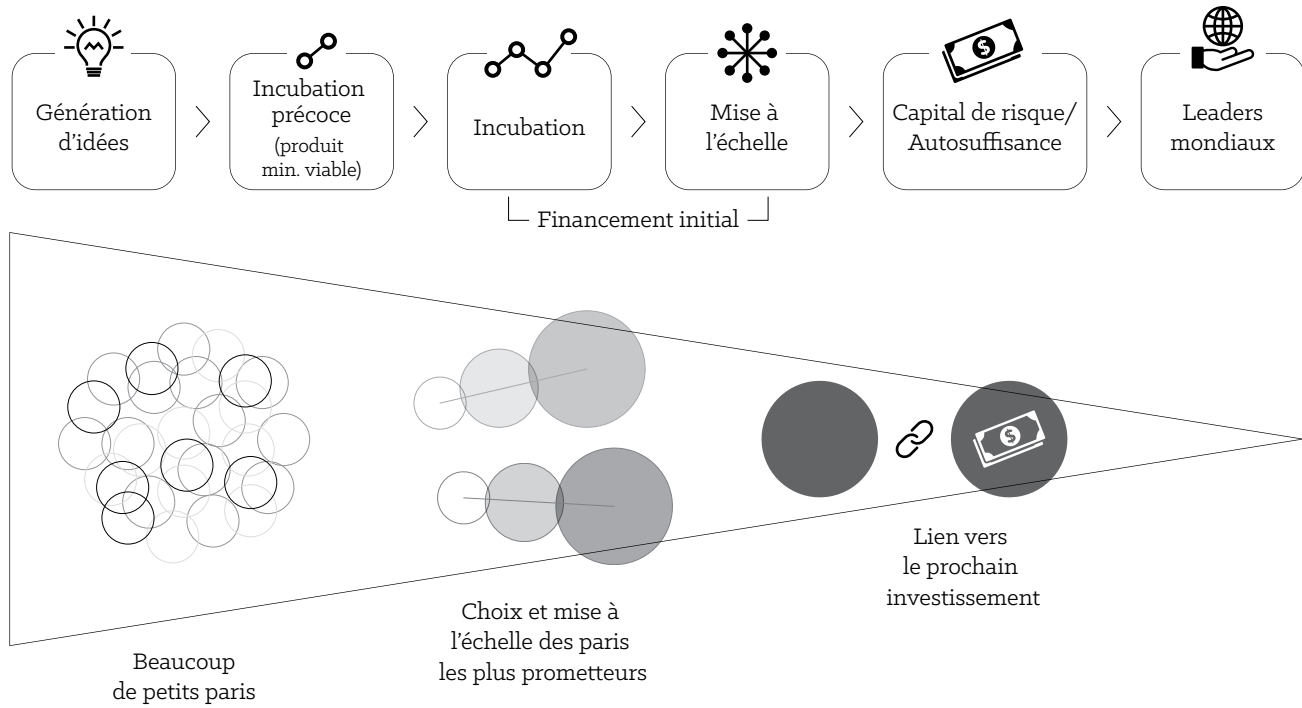 Génération
d'idées
Incubation
précoce
(produit
min. viable)
Incubation
Mise à
l'échelle
Capital de risque/
Autosuffisance
Leaders
mondiaux
Financement initial
Beaucoup
de petits paris
Choix et mise à
l'échelle des paris
les plus prometteurs
Lien vers
le prochain
investissement